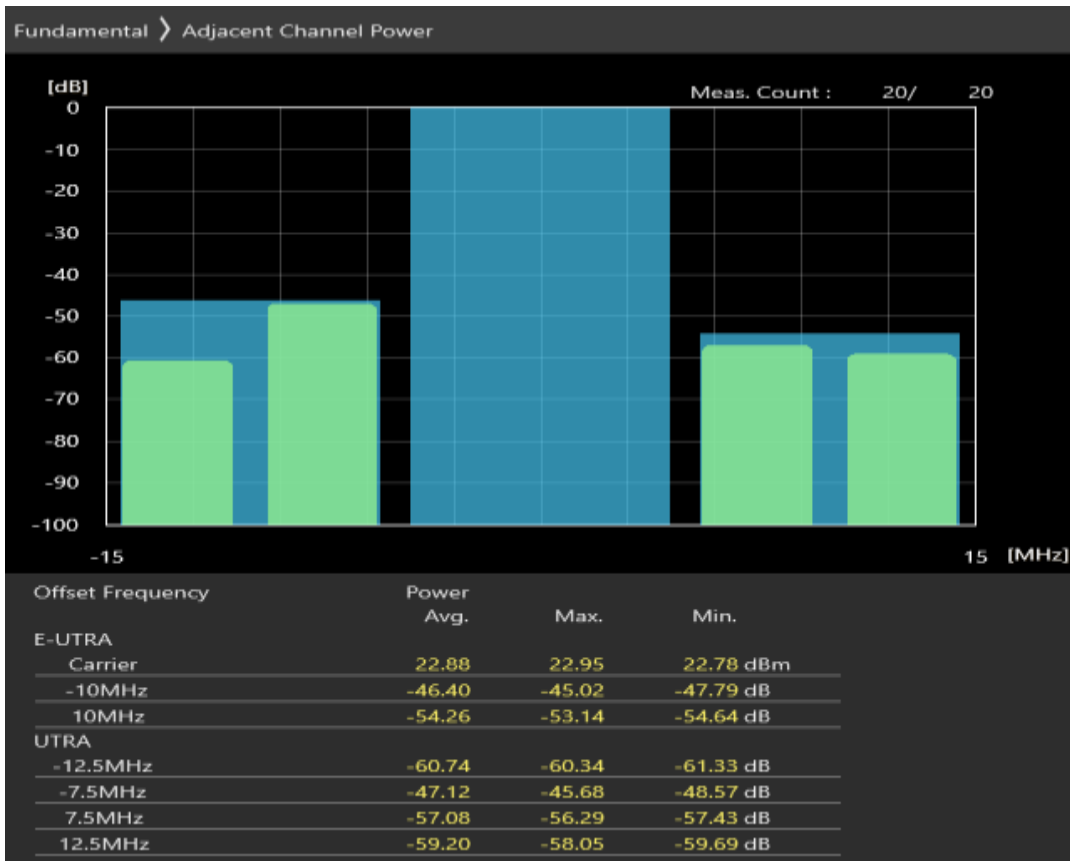 Fundamental ❯ Adjacent Channel Power
[dB]
Meas. Count : 20/ 20
0
-10
-20
-30
-40
-50
-60
-70
-80
-90
-100
-15 15 [MHz]
Offset Frequency Power
Avg. Max. Min.
E-UTRA
Carrier 22.88 22.95 22.78 dBm
-10MHz -46.40 -45.02 -47.79 dB
10MHz -54.26 -53.14 -54.64 dB
UTRA
-12.5MHz -60.74 -60.34 -61.33 dB
-7.5MHz -47.12 -45.68 -48.57 dB
7.5MHz -57.08 -56.29 -57.43 dB
12.5MHz -59.20 -58.05 -59.69 dB